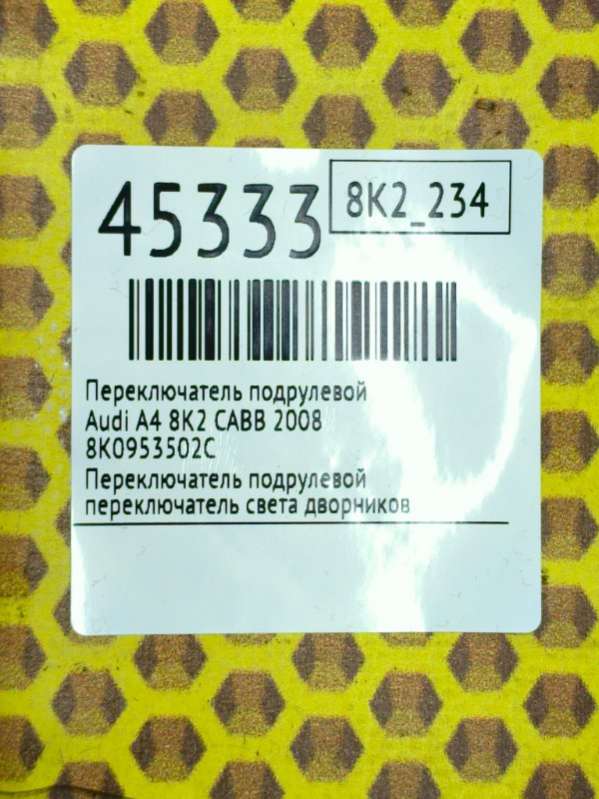 45333
8K2_234
Переключатель подрулевой
Audi A4 8K2 CABB 2008
8K0953502C
Переключатель подрулевой
переключатель света дворников